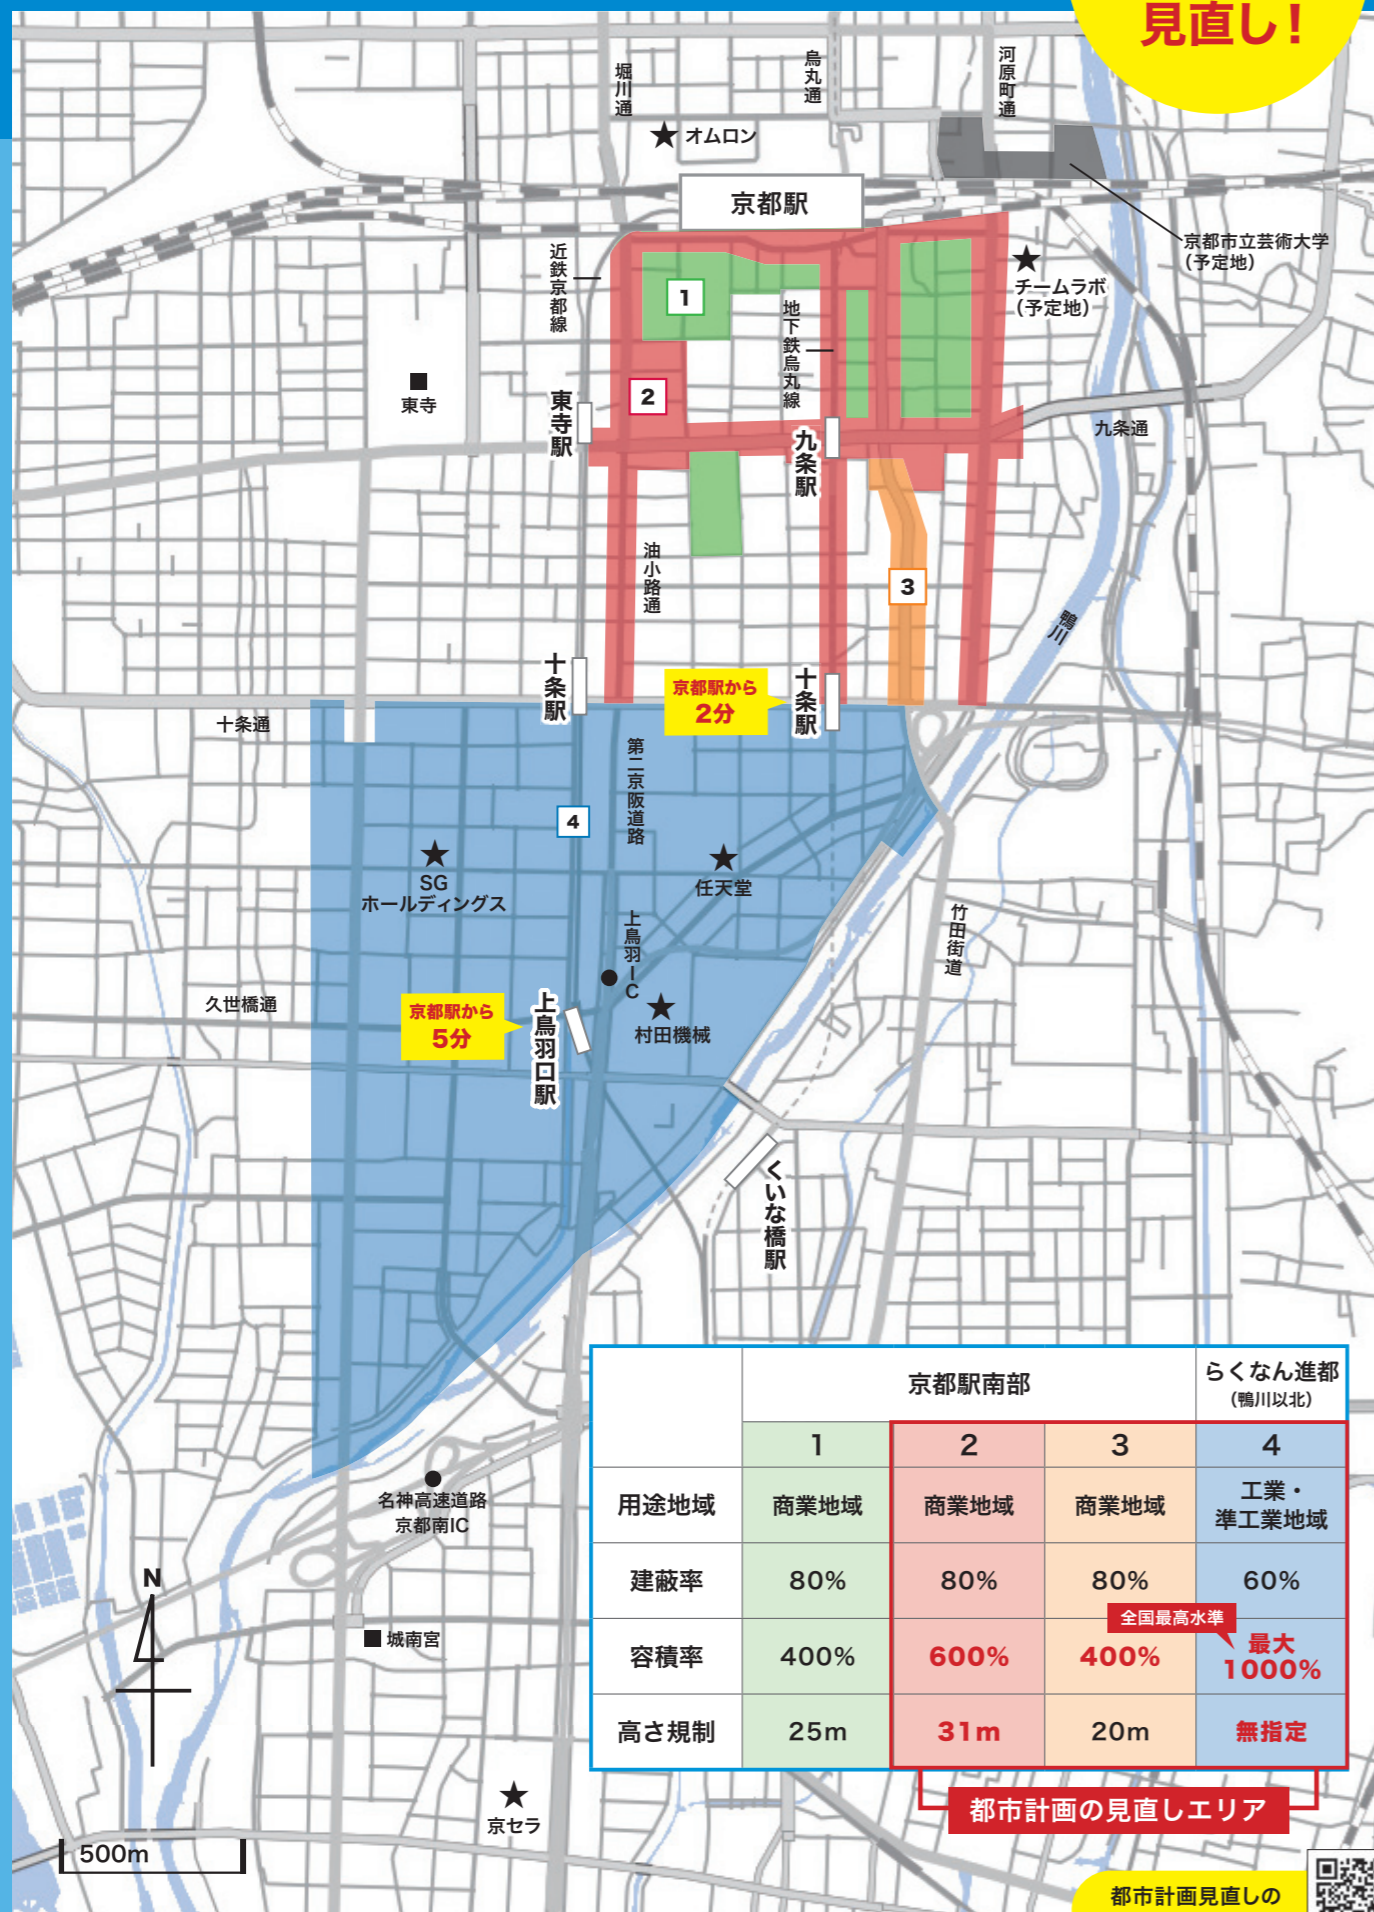 見直し！
堀川通
烏丸通
河原町通
★ オムロン
京都駅
京都市立芸術大学
（予定地）
近鉄京都線
1
地下鉄烏丸線
チームラボ
（予定地）
2
東寺
東寺駅
九条駅
九条通
油小路通
3
鴨川
十条駅
京都駅から
2分
十条駅
十条通
第二京阪道路
4
SG
ホールディングス
任天堂
上鳥羽IC
竹田街道
久世橋通
京都駅から
5分
上鳥羽口駅
村田機械
くいな橋駅
名神高速道路
京都南IC
N
城南宮
京セラ
500m
京都駅南部 らくなん進都
（鴨川以北）
1 2 3 4
用途地域 商業地域 商業地域 商業地域 工業・
準工業地域
建蔽率 80% 80% 80% 60%
全国最高水準
容積率 400% 600% 400% 最大
1000%
高さ規制 25m 31m 20m 無指定
都市計画の見直しエリア
都市計画見直しの